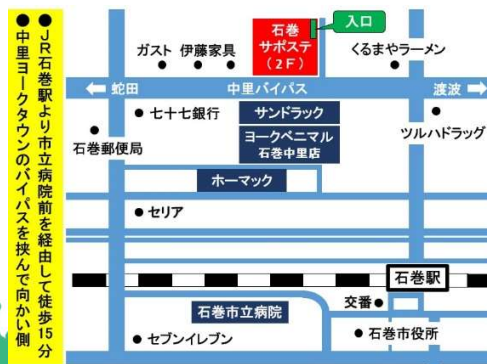 ●JR石巻駅より市立病院前を経由して徒歩15分
●中里ヨークタウンのバイパスを挟んで向かい側
石巻
サポステ
(2F)
入口
ガスト
伊藤家具
くるまやラーメン
蛇田
中里バイパス
渡波
七十七銀行
サンドラック
石巻郵便局
ヨークベニマル
石巻中里店
ツルハドラッグ
ホーマック
セリア
石巻駅
石巻市立病院
交番
セブンイレブン
石巻市役所